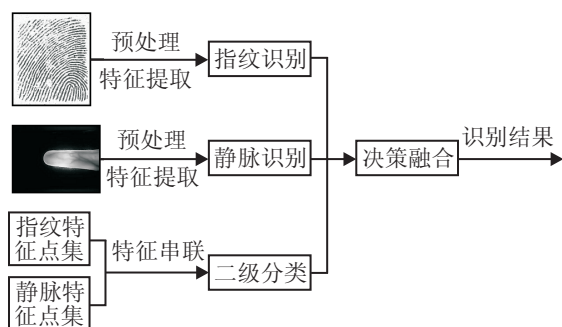 预处理
特征提取
指纹识别
预处理
特征提取
静脉识别
决策融合
识别结果
指纹特
征点集
特征串联
二级分类
静脉特
征点集